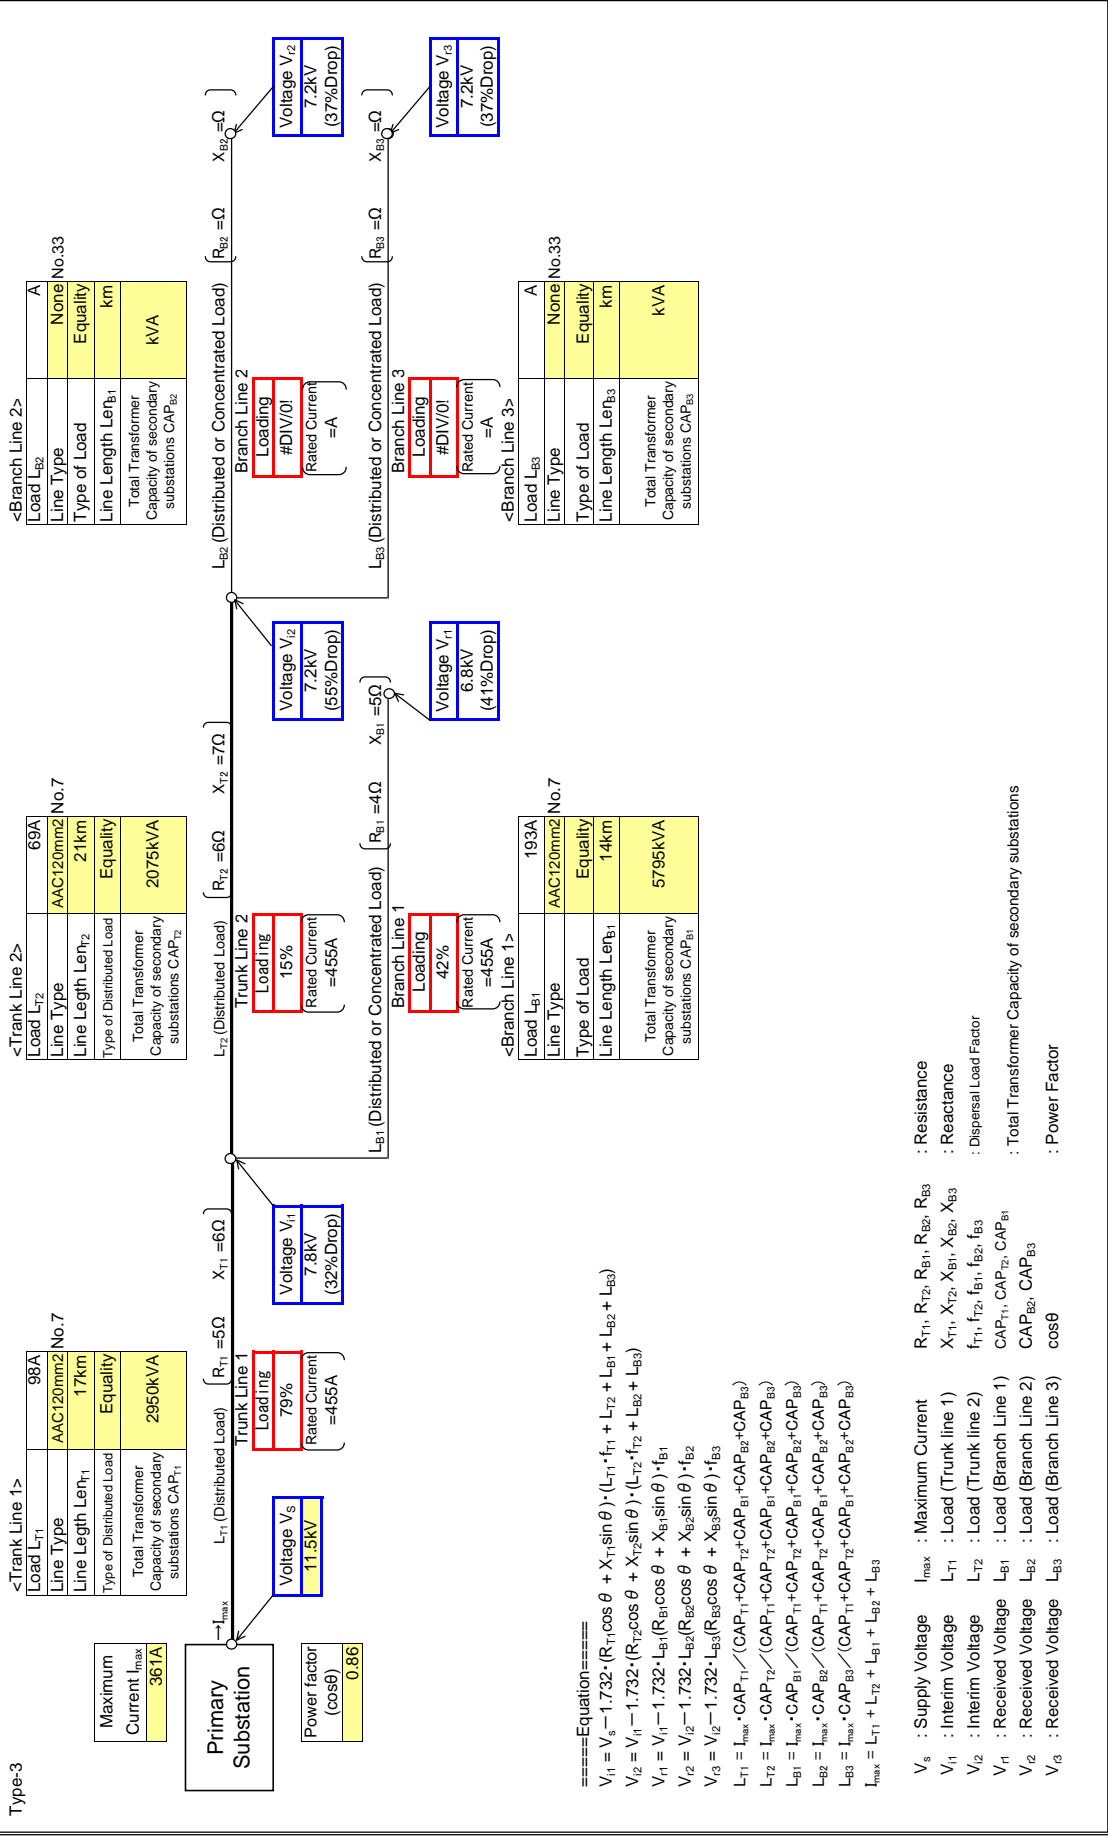 Type-3
Maximum
Current Imax
361A
Primary
Substation
Power factor
(cosθ)
0.86
→Imax
Voltage VS
11.5kV
<Trank Line 1>
Load LT1 98A
Line Type AAC120mm2 No.7
Line Length LenT1 17km
Type of Distributed Load Equality
Total Transformer
Capacity of secondary
substations CAPT1
2950kVA
LT1 (Distributed Load) RT1 =5Ω XT1 =6Ω
Trunk Line 1
Loading
79%
Rated Current
=455A
Voltage Vi1
7.8kV
(32%Drop)
<Trank Line 2>
Load LT2 69A
Line Type AAC120mm2 No.7
Line Legth LenT2 21km
Type of Distributed Load Equality
Total Transformer
Capacity of secondary
substations CAPT2
2075kVA
LT2 (Distributed Load) RT2 =6Ω XT2 =7Ω
Trunk Line 2
Loading
15%
Rated Current
=455A
Voltage Vi2
7.2kV
(55%Drop)
LB1 (Distributed or Concentrated Load) RB1 =4Ω XB1 =5Ω
Branch Line 1
Loading
42%
Rated Current
=455A
Voltage Vr1
6.8kV
(41%Drop)
<Branch Line 1>
Load LB1 193A
Line Type AAC120mm2 No.7
Type of Load Equality
Line Length LenB1 14km
Total Transformer
Capacity of secondary
substations CAPB1
5795kVA
<Branch Line 2>
Load LB2 A
Line Type None No.33
Type of Load Equality
Line Length LenB1 km
Total Transformer
Capacity of secondary
substations CAPB2
kVA
LB2 (Distributed or Concentrated Load) RB2 =Ω XB2 =Ω
Branch Line 2
Loading
#DIV/0!
Rated Current
=A
Voltage Vr2
7.2kV
(37%Drop)
LB3 (Distributed or Concentrated Load) RB3 =Ω XB3 =Ω
Branch Line 3
Loading
#DIV/0!
Rated Current
=A
Voltage Vr3
7.2kV
(37%Drop)
<Branch Line 3>
Load LB3 A
Line Type None No.33
Type of Load Equality
Line Length LenB3 km
Total Transformer
Capacity of secondary
substations CAPB3
kVA
=====Equation=====
Vi1 = Vs－1.732･(RT1cos θ + XT1sin θ)･(LT1･fT1 + LT2 + LB1 + LB2 + LB3)
Vi2 = Vi1－1.732･(RT2cos θ + XT2sin θ)･(LT2･fT2 + LB2 + LB3)
Vr1 = Vi1－1.732･LB1(RB1cos θ + XB1sin θ)･fB1
Vr2 = Vi2－1.732･LB2(RB2cos θ + XB2sin θ)･fB2
Vr3 = Vi2－1.732･LB3(RB3cos θ + XB3sin θ)･fB3
LT1 = Imax･CAPT1／(CAPT1+CAPT2+CAPB1+CAPB2+CAPB3)
LT2 = Imax･CAPT2／(CAPT1+CAPT2+CAPB1+CAPB2+CAPB3)
LB1 = Imax･CAPB1／(CAPT1+CAPT2+CAPB1+CAPB2+CAPB3)
LB2 = Imax･CAPB2／(CAPT1+CAPT2+CAPB1+CAPB2+CAPB3)
LB3 = Imax･CAPB3／(CAPT1+CAPT2+CAPB1+CAPB2+CAPB3)
Imax = LT1 + LT2 + LB1 + LB2 + LB3
Vs : Supply Voltage Imax : Maximum Current RT1, RT2, RB1, RB2, RB3 : Resistance
Vi1 : Interim Voltage LT1 : Load (Trunk line 1) XT1, XT2, XB1, XB2, XB3 : Reactance
Vi2 : Interim Voltage LT2 : Load (Trunk line 2) fT1, fT2, fB1, fB2, fB3 : Dispersal Load Factor
Vr1 : Received Voltage LB1 : Load (Branch Line 1) CAPT1, CAPT2, CAPB1 : Total Transformer Capacity of secondary substations
Vr2 : Received Voltage LB2 : Load (Branch Line 2) CAPB2, CAPB3
Vr3 : Received Voltage LB3 : Load (Branch Line 3) cosθ : Power Factor